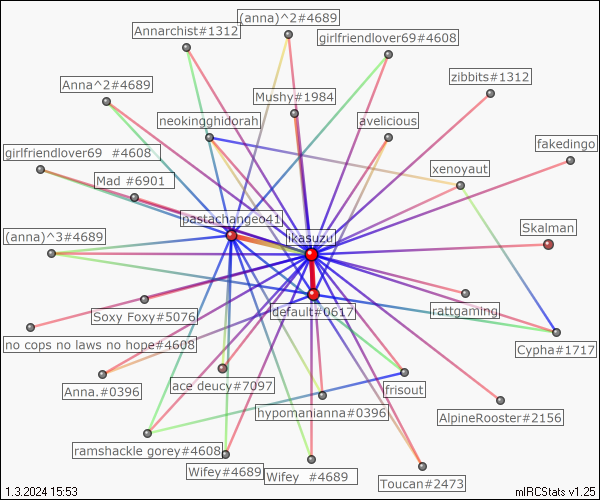 (anna)^2#4689
Annarchist#1312
girlfriendlover69#4608
zibbits#1312
Anna^2#4689
Mushy#1984
neokingghidorah
avelicious
fakedingo
girlfriendlover69 #4608
xenoyaut
Mad #6901
pastachangeo41
Skalman
(anna)^3#4689
ikasuzu
rattgaming
default#0617
Soxy Foxy#5076
no cops no laws no hope#4608
Cypha#1717
Anna.#0396
ace deucy#7097
frisout
hypomanianna#0396
AlpineRooster#2156
ramshackle gorey#4608
Wifey#4689
Wifey #4689
Toucan#2473
1.3.2024 15:53
mIRCStats v1.25